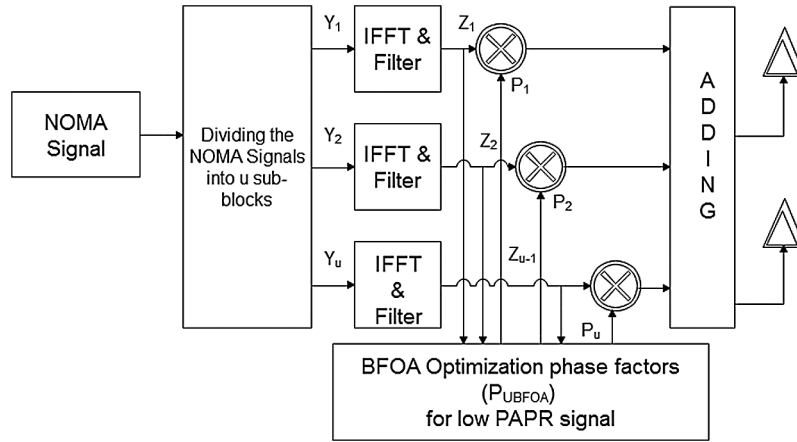 NOMA
Signal
Dividing the
NOMA Signals
into u sub-
blocks
Y1
IFFT &
Filter
Z1
P1
Y2
IFFT &
Filter
Z2
P2
Yu
IFFT
&
Filter
Zu-1
Pu
A
D
D
I
N
G
BFOA Optimization phase factors
(PUBFOA)
for low PAPR signal